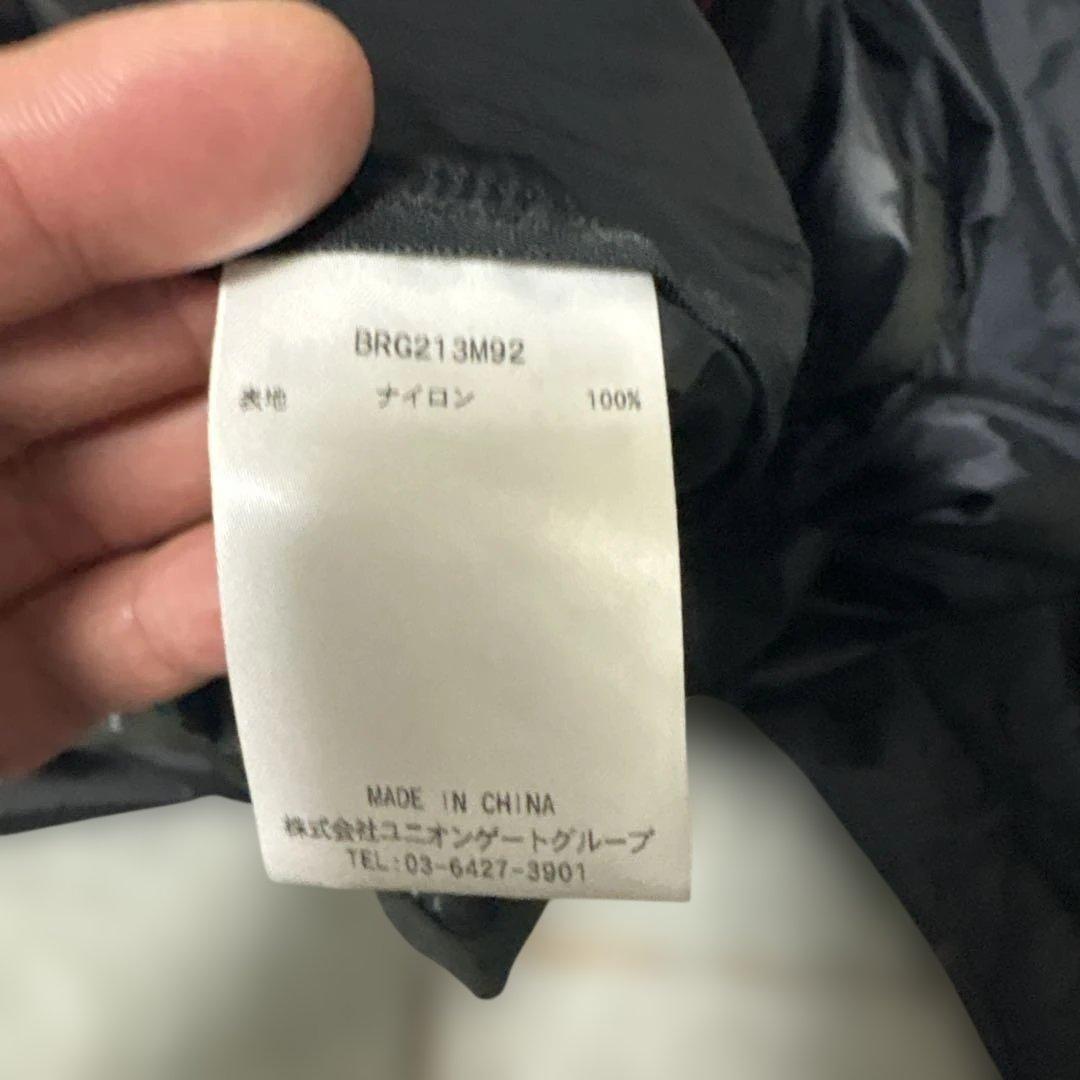 BRG213M92
表地 ナイロン 100%
MADE IN CHINA
株式会社ユニオンゲートグループ
TEL:03-6427-3901